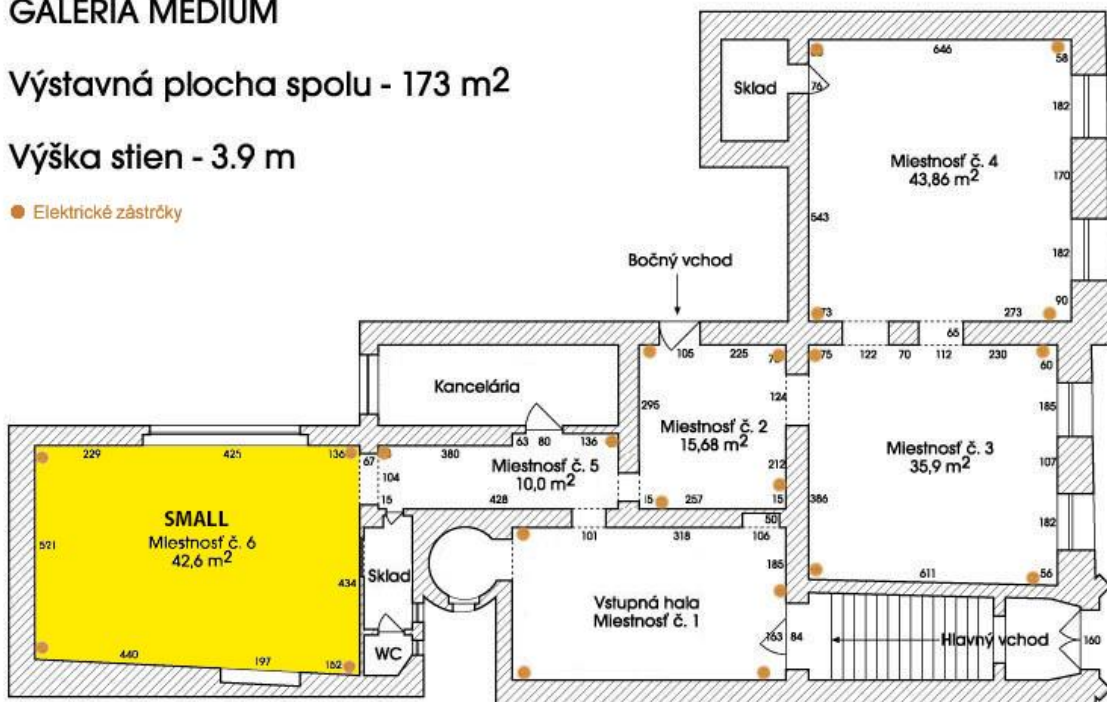 GALÉRIA MEDIUM
Výstavná plocha spolu - 173 m2
Výška stien - 3.9 m
Elektrické zástrčky
646
58
Sklad
76
182
Miestnosť č. 4
43,86 m2
170
543
182
Bočný vchod
90
73
273
65
105
225
75
122
70
112
230
60
Kancelária
295
124
185
Miestnosť č. 2
15,68 m2
Miestnosť č. 3
35,9 m2
229
425
136
67
380
63
80
136
Miestnosť č. 5
10,0 m2
104
212
107
15
428
15
257
15
386
182
SMALL
Miestnosť č. 6
42,6 m2
521
50
101
318
106
434
Sklad
185
611
56
Vstupná hala
Miestnosť č. 1
163
84
Hlavný vchod
160
440
197
152
WC